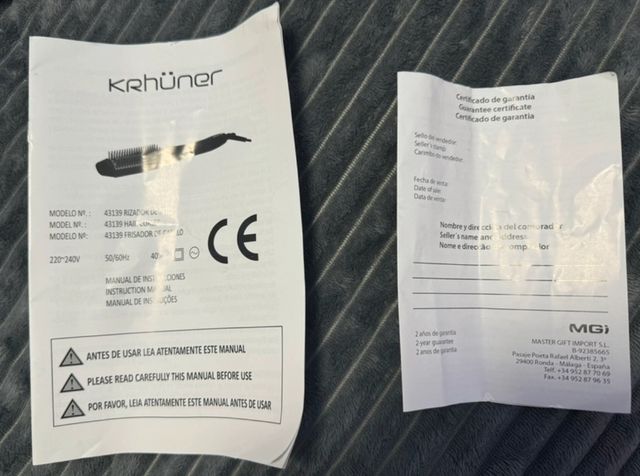 KRhüner
MODELO Nº. : 43139 RIZADOR DE
MODEL Nº. : 43139 HAIR
MODELO Nº: 43139 FRISADOR DE
220~240V 50/60Hz
CE
MANUAL DE INSTRUCCIONES
INSTRUCTION MANUAL
MANUAL DE INSTRUÇÕES
ANTES DE USAR LEA ATENTAMENTE ESTE MANUAL
PLEASE READ CAREFULLY THIS MANUAL BEFORE USE
POR FAVOR, LEIA ATENTAMENTE ESTE MANUAL ANTES DE USAR
Certificado de garantia
Guarantee certificate
Certificado de garantia
Sello de vendedor:
Seller's stamp:
Carimbo do vendedor:
Fecha de venta:
Date of sale:
Data de venta:
Nombre y dirección del comprador
Seller's name and address
Nome e direcção do comprador
MGi
2 años de garantia
2-year guarantee
2 anos de garantia
MASTER GIFT IMPORT S.L.
B-92385665
Pasaje Poeta Rafael Alberti 2, 3º
29400 Ronda - Málaga - España
Telf. +34 952 87 70 69
Fax. +34 952 87 96 35